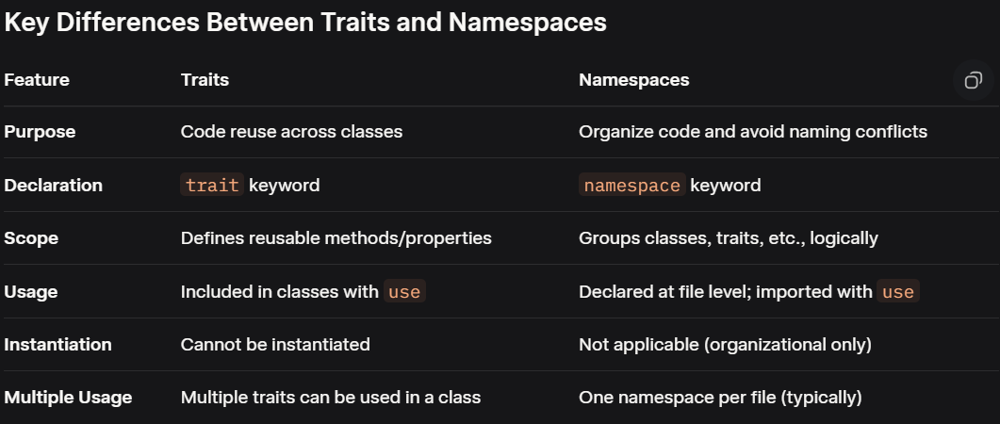 Key Differences Between Traits and Namespaces
Feature Traits Namespaces
Purpose Code reuse across classes Organize code and avoid naming conflicts
Declaration trait keyword namespace keyword
Scope Defines reusable methods/properties Groups classes, traits, etc., logically
Usage Included in classes with use Declared at file level; imported with use
Instantiation Cannot be instantiated Not applicable (organizational only)
Multiple Usage Multiple traits can be used in a class One namespace per file (typically)